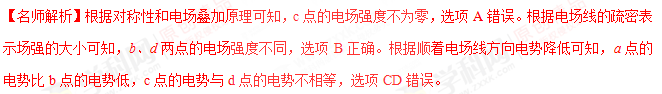 【名师解析】根据对称性和电场叠加原理可知，c 点的电场强度不为零，选项 A 错误。根据电场线的疏密表
示场强的大小可知，b、d 两点的电场强度不同，选项 B 正确。根据顺着电场线方向电势降低可知，a 点的
电势比 b 点的电势低，c 点的电势与 d 点的电势不相等，选项 CD 错误。